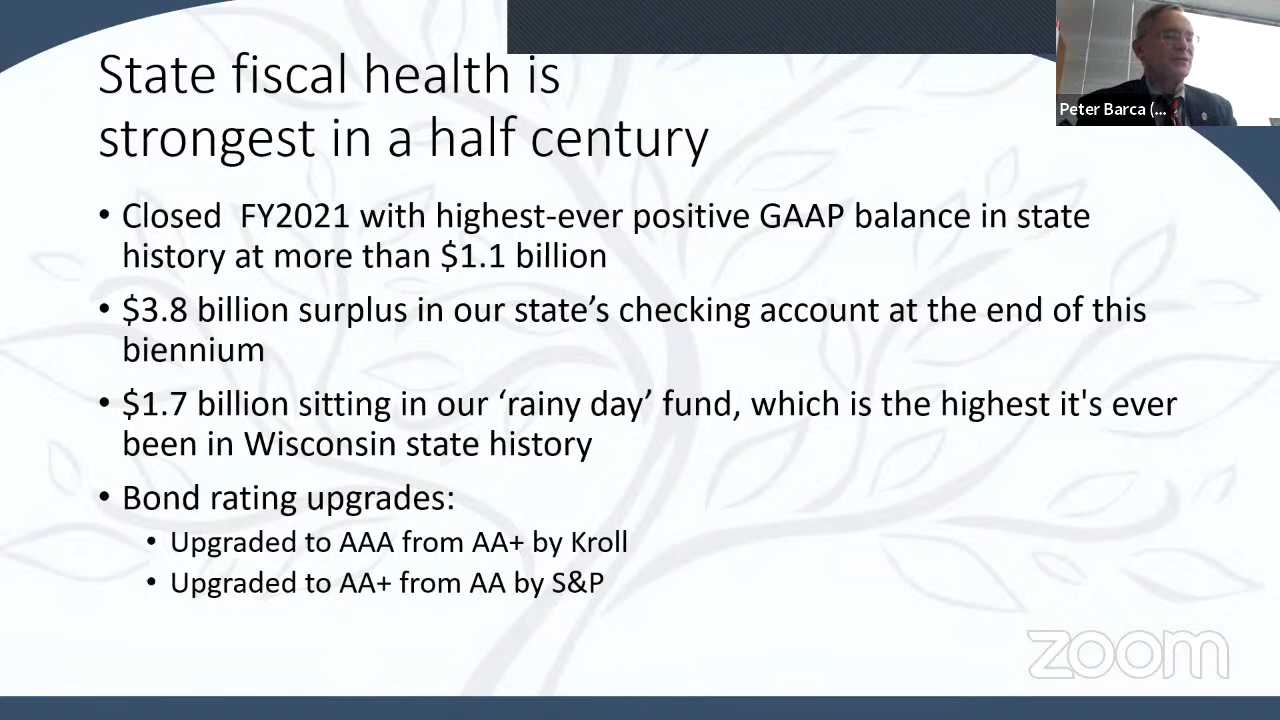 State fiscal health is
strongest in a half century
Peter Barca (...
• Closed  FY2021 with highest-ever positive GAAP balance in state
history at more than $1.1 billion
• $3.8 billion surplus in our state’s checking account at the end of this
biennium
• $1.7 billion sitting in our ‘rainy day’ fund, which is the highest it's ever
been in Wisconsin state history
• Bond rating upgrades:
• Upgraded to AAA from AA+ by Kroll
• Upgraded to AA+ from AA by S&P
zoom